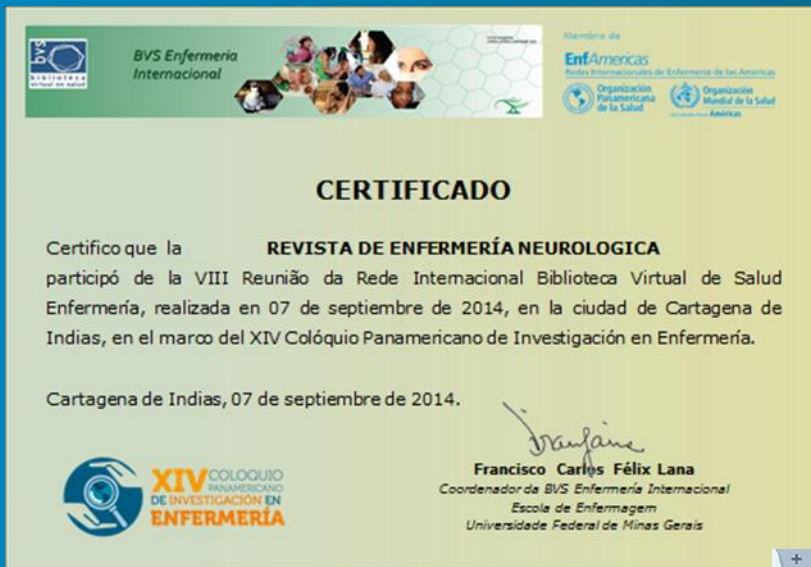 bvs
biblioteca
virtual en salud
BVS Enfermería
Internacional
Membro da
EnfAmericas
Redes Internacionales de Enfermería de las Américas
Organización
Panamericana
de la Salud
Organización
Mundial de la Salud
Américas
CERTIFICADO
Certifico que la REVISTA DE ENFERMERÍA NEUROLOGICA
participó de la VIII Reunião da Rede Internacional Biblioteca Virtual de Salud
Enfermería, realizada en 07 de septiembre de 2014, en la ciudad de Cartagena de
Indias, en el marco del XIV Colóquio Panamericano de Investigación en Enfermería.
Cartagena de Indias, 07 de septiembre de 2014.
XIV COLOQUIO
PANAMERICANO
DE INVESTIGACIÓN EN
ENFERMERÍA
Francisco Carlos Félix Lana
Coordenador da BVS Enfermería Internacional
Escola de Enfermagem
Universidade Federal de Minas Gerais